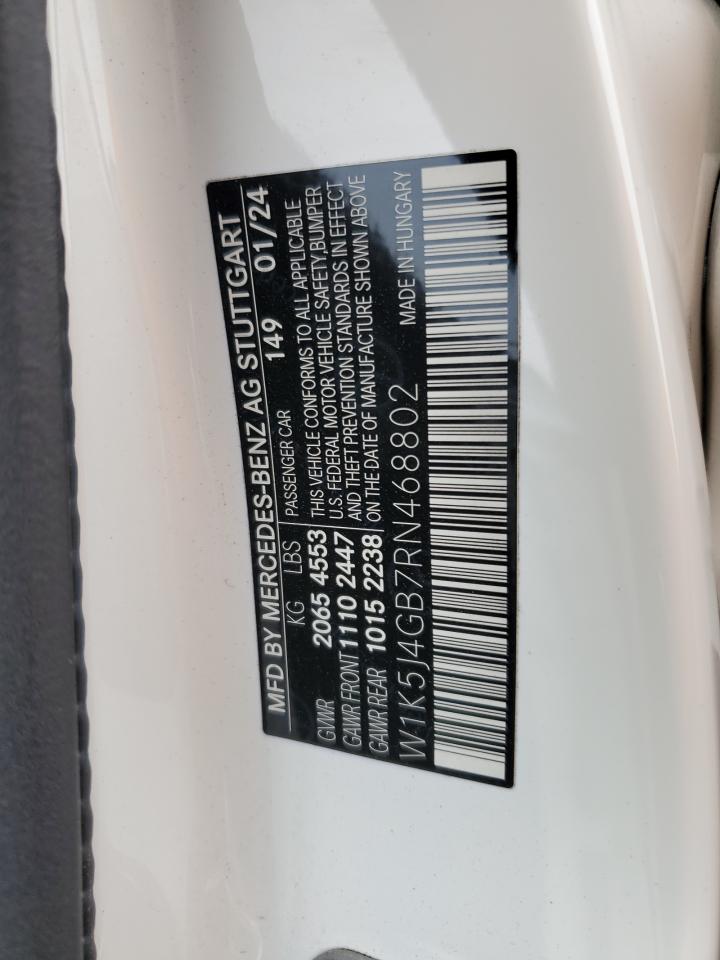 MFD BY MERCEDES-BENZ AG STUTTGART
KG LBS 149 01/24
PASSENGER CAR
GVWR 2065 4553 THIS VEHICLE CONFORMS TO ALL APPLICABLE
U.S. FEDERAL MOTOR VEHICLE SAFETY,BUMPER
GAWR FRONT 1110 2447 AND THEFT PREVENTION STANDARDS IN EFFECT
GAWR REAR 1015 2238 ON THE DATE OF MANUFACTURE SHOWN ABOVE
W1K5J4GB7RN468802 MADE IN HUNGARY